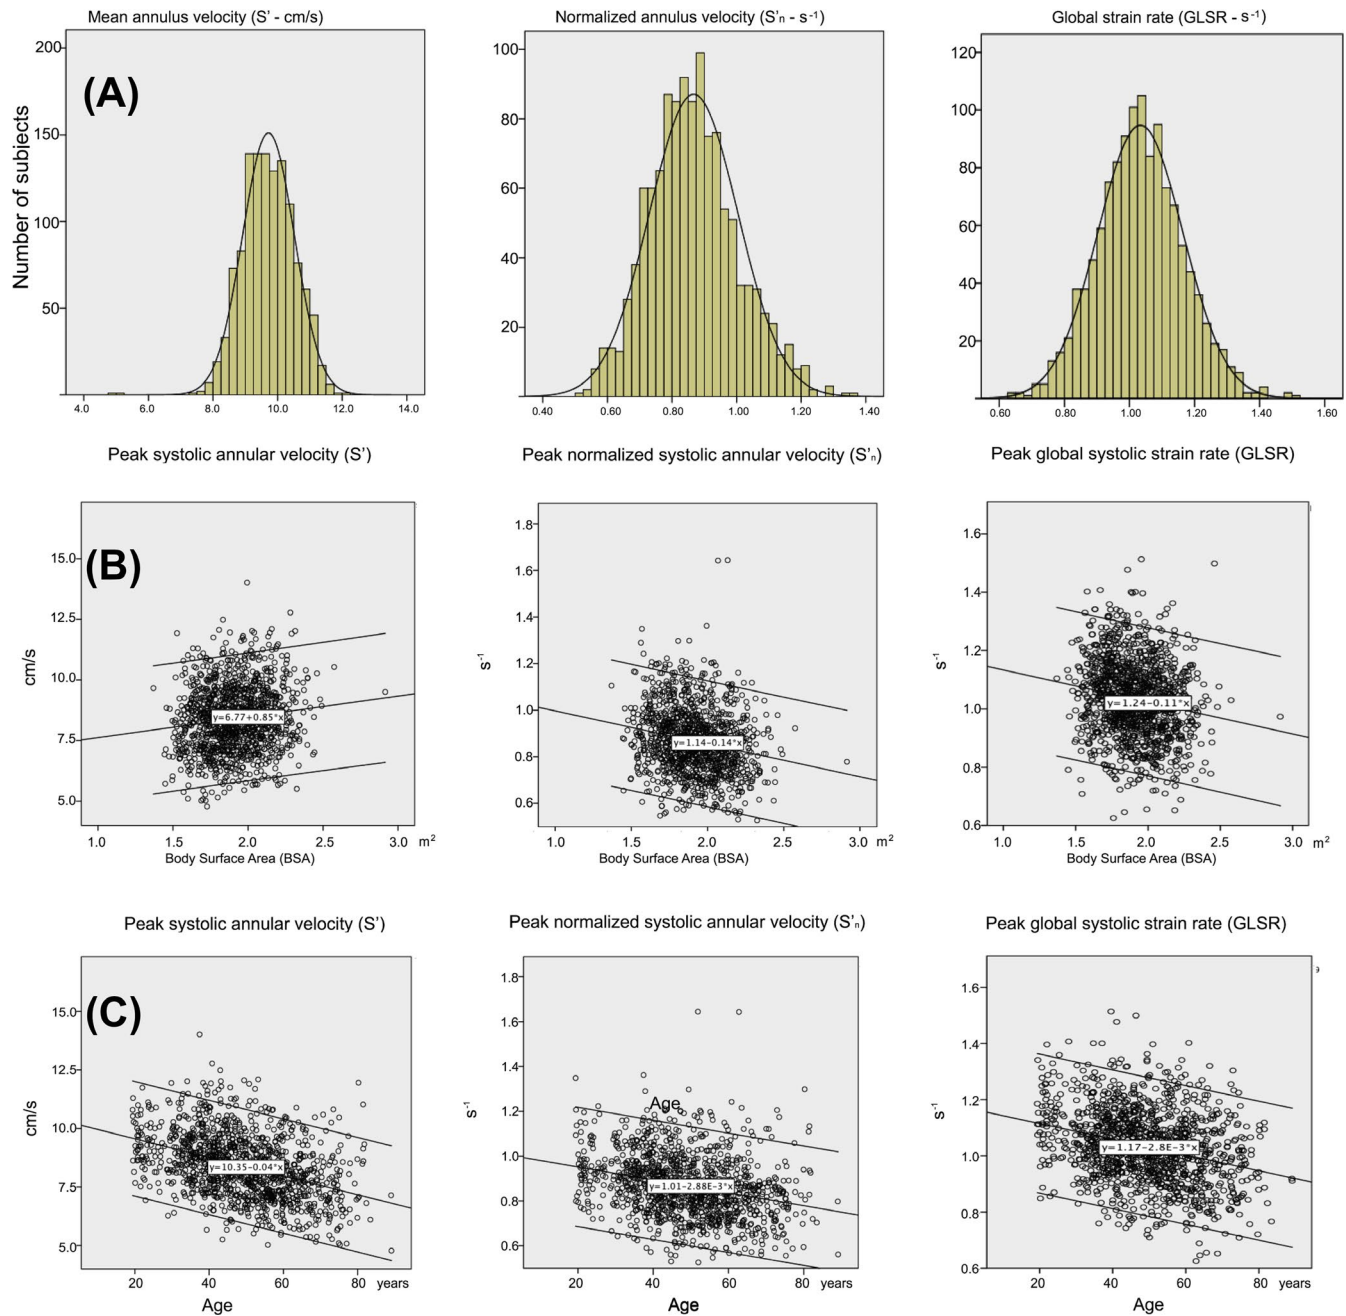 Mean annulus velocity (S' - cm/s)
Normalized annulus velocity (S'n - s⁻¹)
Global strain rate (GLSR - s⁻¹)
(A)
Number of subjects
200
150
100
50
4.0 6.0 8.0 10.0 12.0 14.0
100
80
60
40
20
0.40 0.60 0.80 1.00 1.20 1.40
120
100
80
60
40
20
0.60 0.80 1.00 1.20 1.40 1.60
Peak systolic annular velocity (S')
Peak normalized systolic annular velocity (S'n)
Peak global systolic strain rate (GLSR)
(B)
cm/s
15.0
12.5
10.0
7.5
5.0
y=6.77+0.85*x
1.0 1.5 2.0 2.5 3.0 m²
Body Surface Area (BSA)
s⁻¹
1.8
1.6
1.4
1.2
1.0
0.8
0.6
y=1.14-0.14*x
1.0 1.5 2.0 2.5 3.0 m²
Body Surface Area (BSA)
s⁻¹
1.6
1.4
1.2
1.0
0.8
0.6
y=1.24-0.11*x
1.0 1.5 2.0 2.5 3.0 m²
Body Surface Area (BSA)
Peak systolic annular velocity (S')
Peak normalized systolic annular velocity (S'n)
Peak global systolic strain rate (GLSR)
(C)
cm/s
15.0
12.5
10.0
7.5
5.0
y=10.35-0.04*x
20 40 60 80 years
Age
s⁻¹
1.8
1.6
1.4
1.2
1.0
0.8
0.6
Age
y=1.01-2.88E-3*x
20 40 60 80 years
Age
s⁻¹
1.6
1.4
1.2
1.0
0.8
0.6
y=1.17-2.8E-3*x
20 40 60 80 years
Age